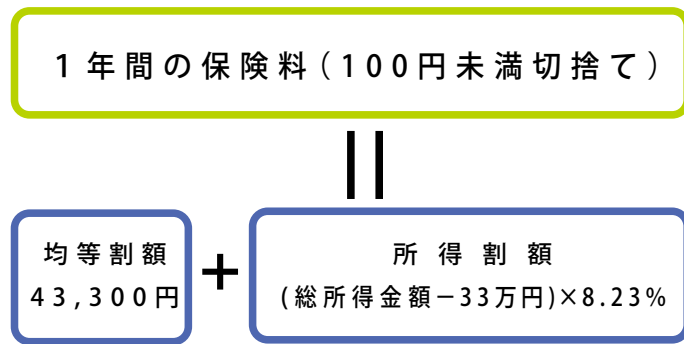 1年間の保険料(100円未満切捨て)
||
均等割額
43,300円
+
所得割額
(総所得金額−33万円)×8.23%